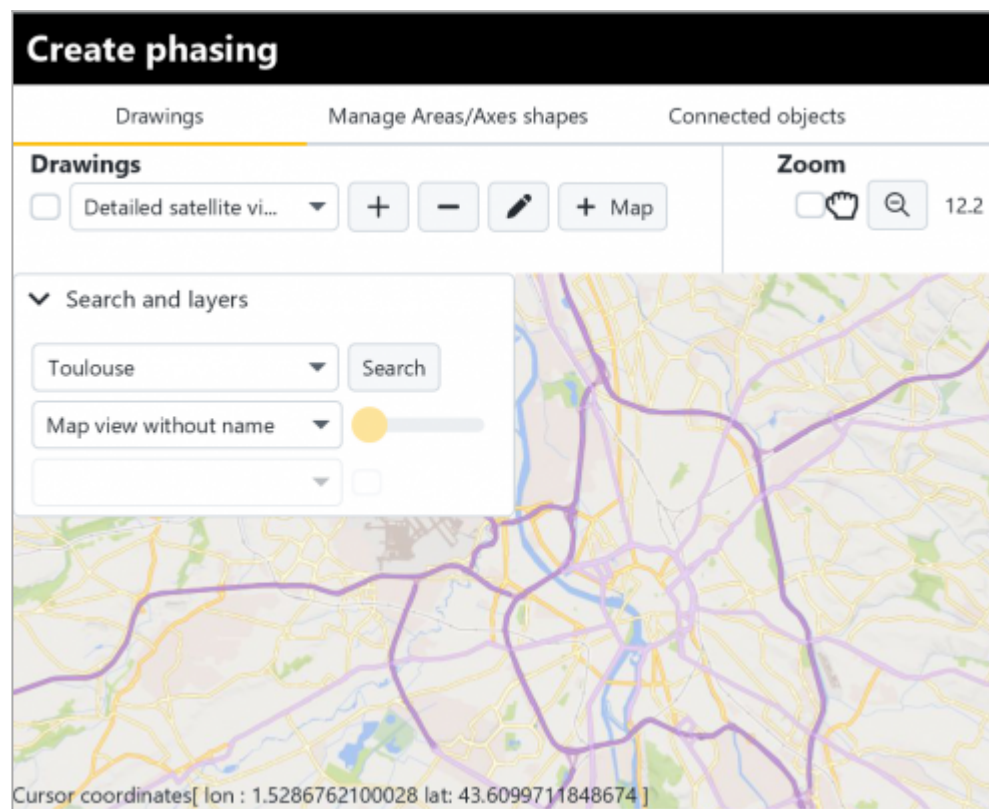 Create phasing
Drawings Manage Areas/Axes shapes Connected objects
Drawings Zoom
Detailed satellite vi... + Map 12.2
Search and layers
Toulouse Search
Map view without name
Cursor coordinates[ lon : 1.5286762100028 lat: 43.6099711848674 ]